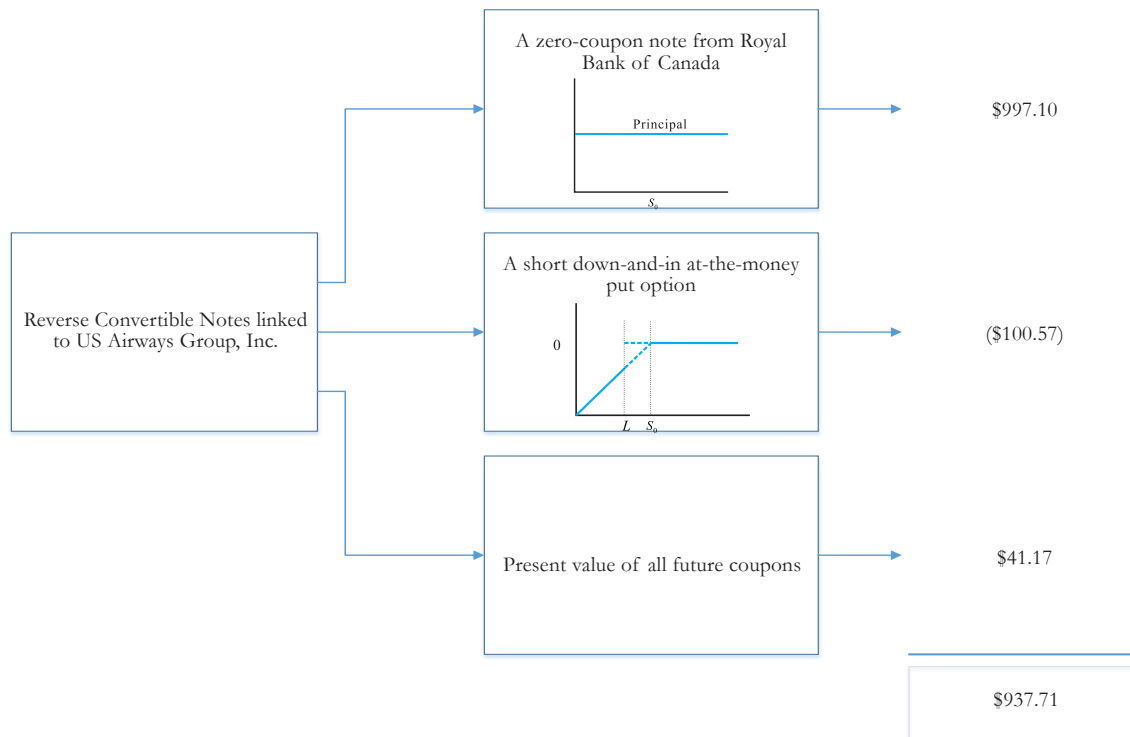 A zero-coupon note from Royal
Bank of Canada
Principal
S₀
$997.10
Reverse Convertible Notes linked
to US Airways Group, Inc.
A short down-and-in at-the-money
put option
0
L S₀
($100.57)
Present value of all future coupons
$41.17
$937.71